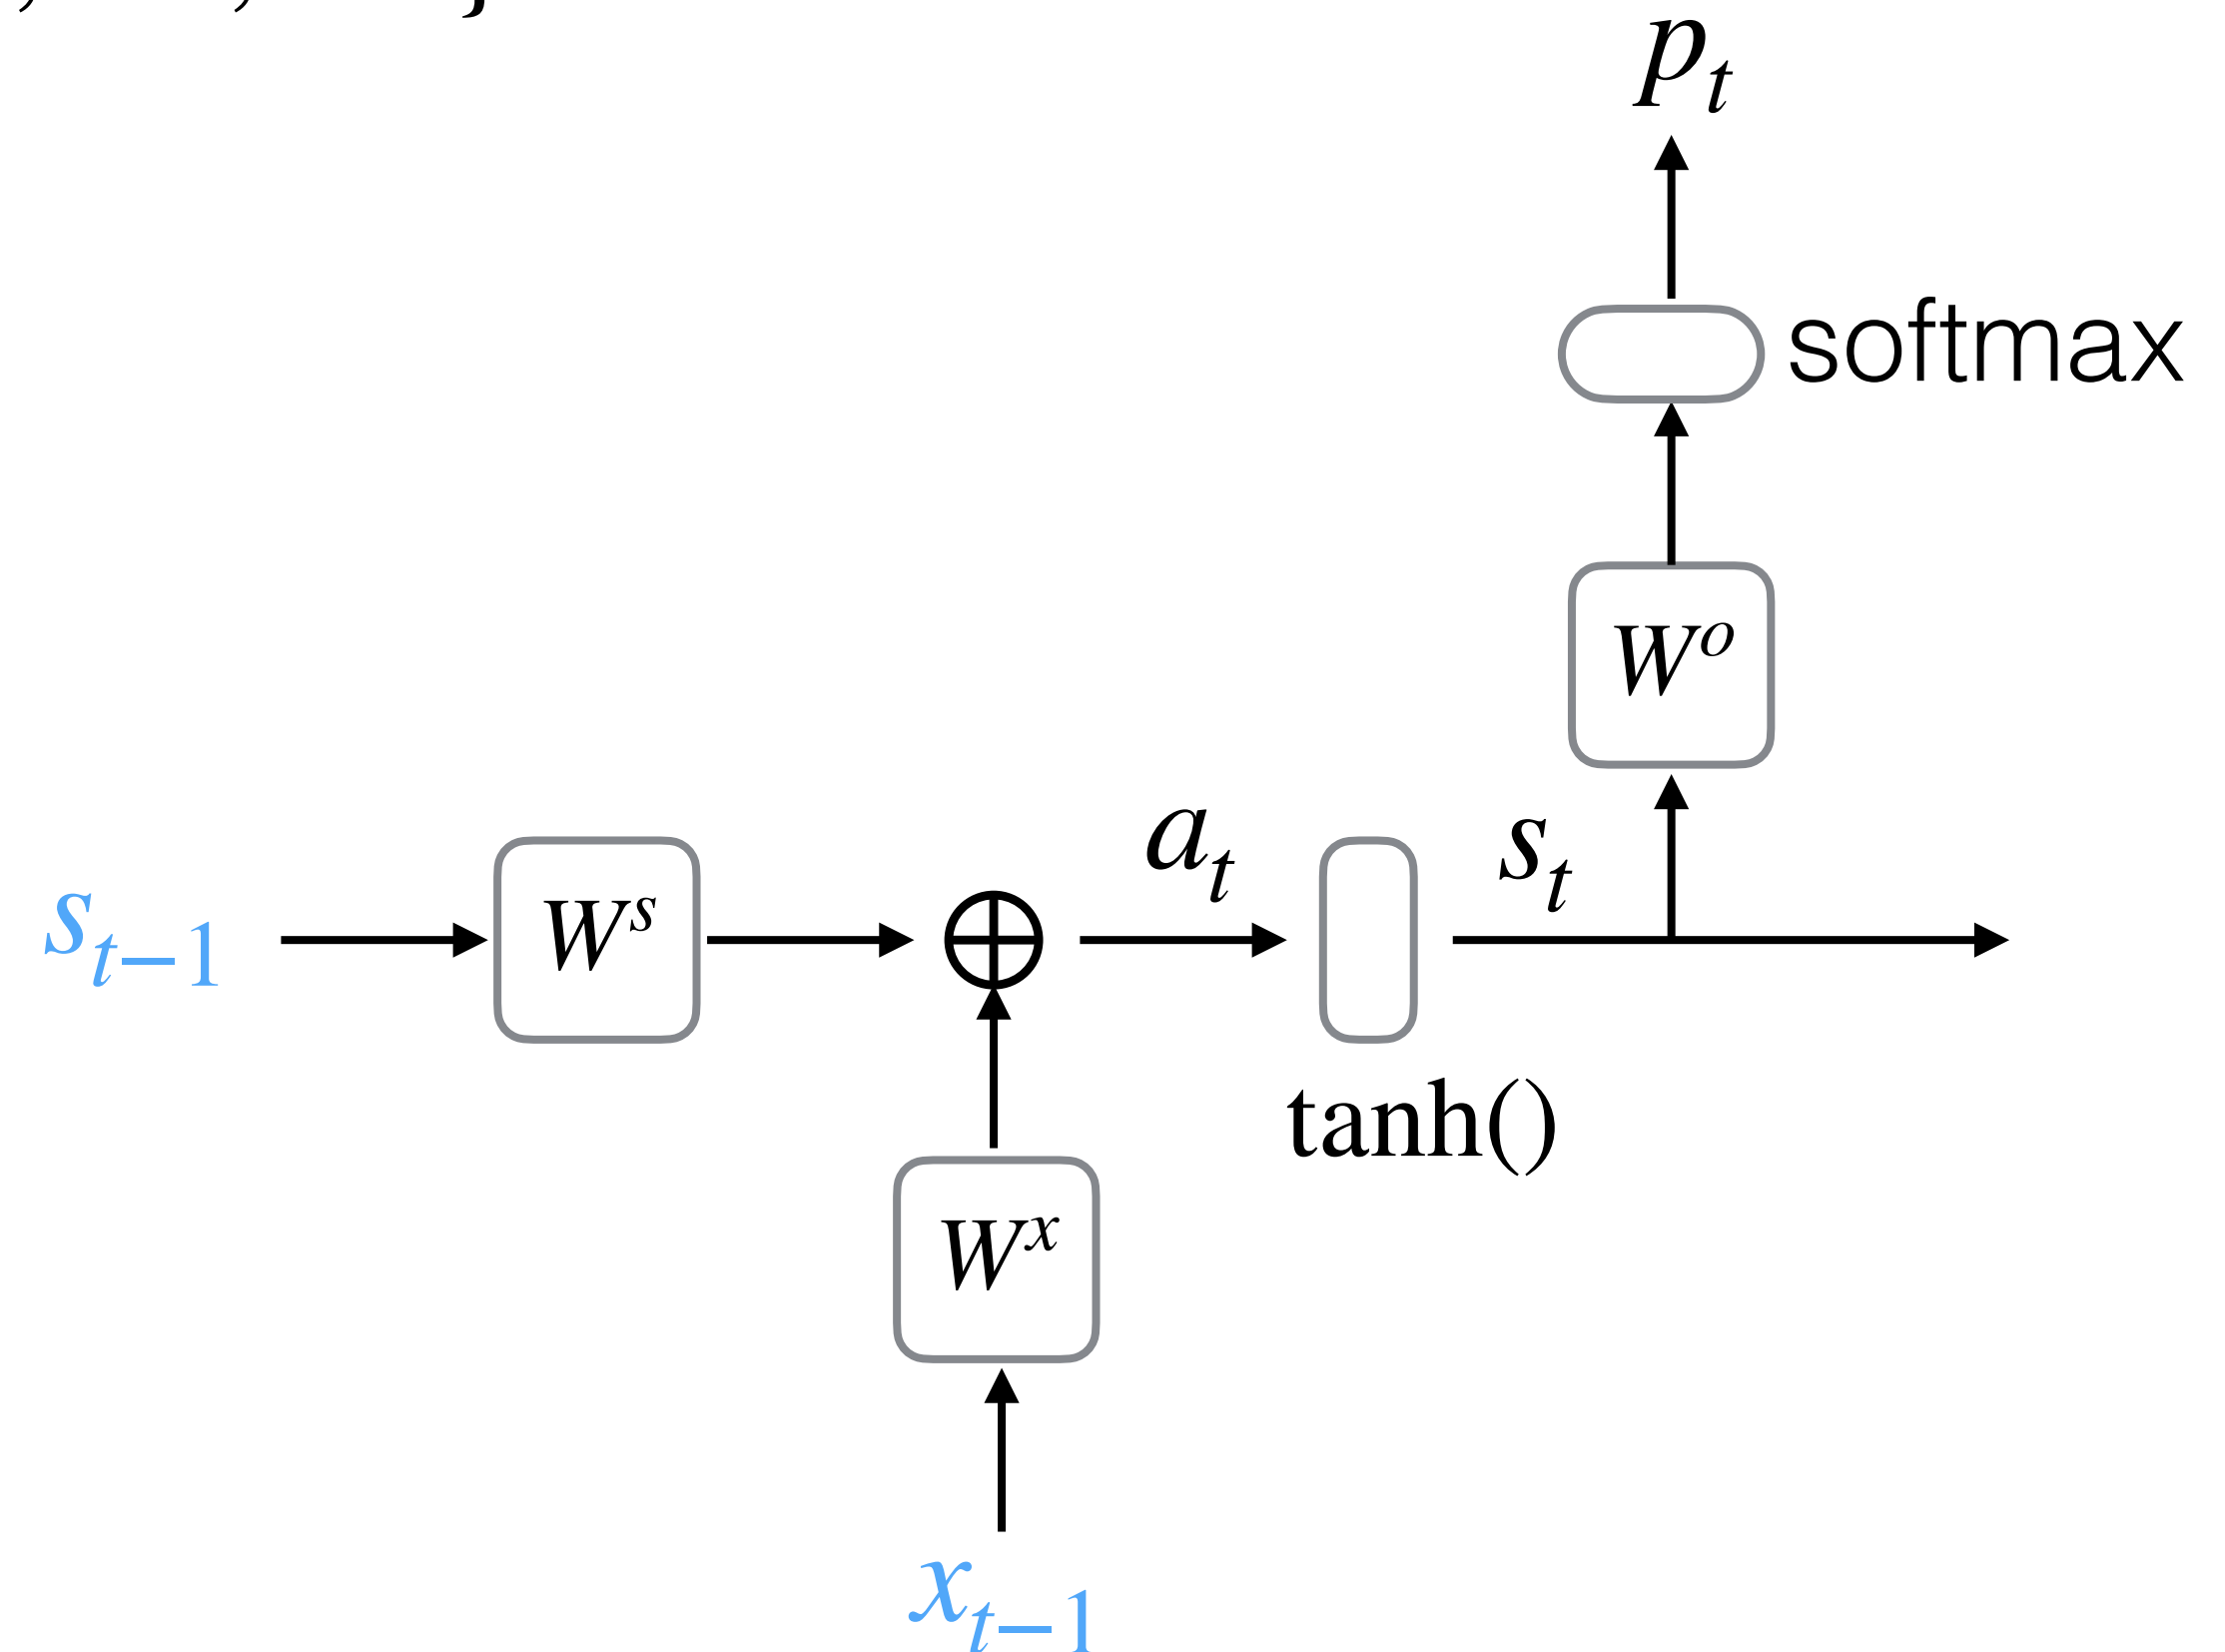 p_t
softmax
W^o
a_t
s_t
s_{t-1}
W^s
tanh()
W^x
x_{t-1}